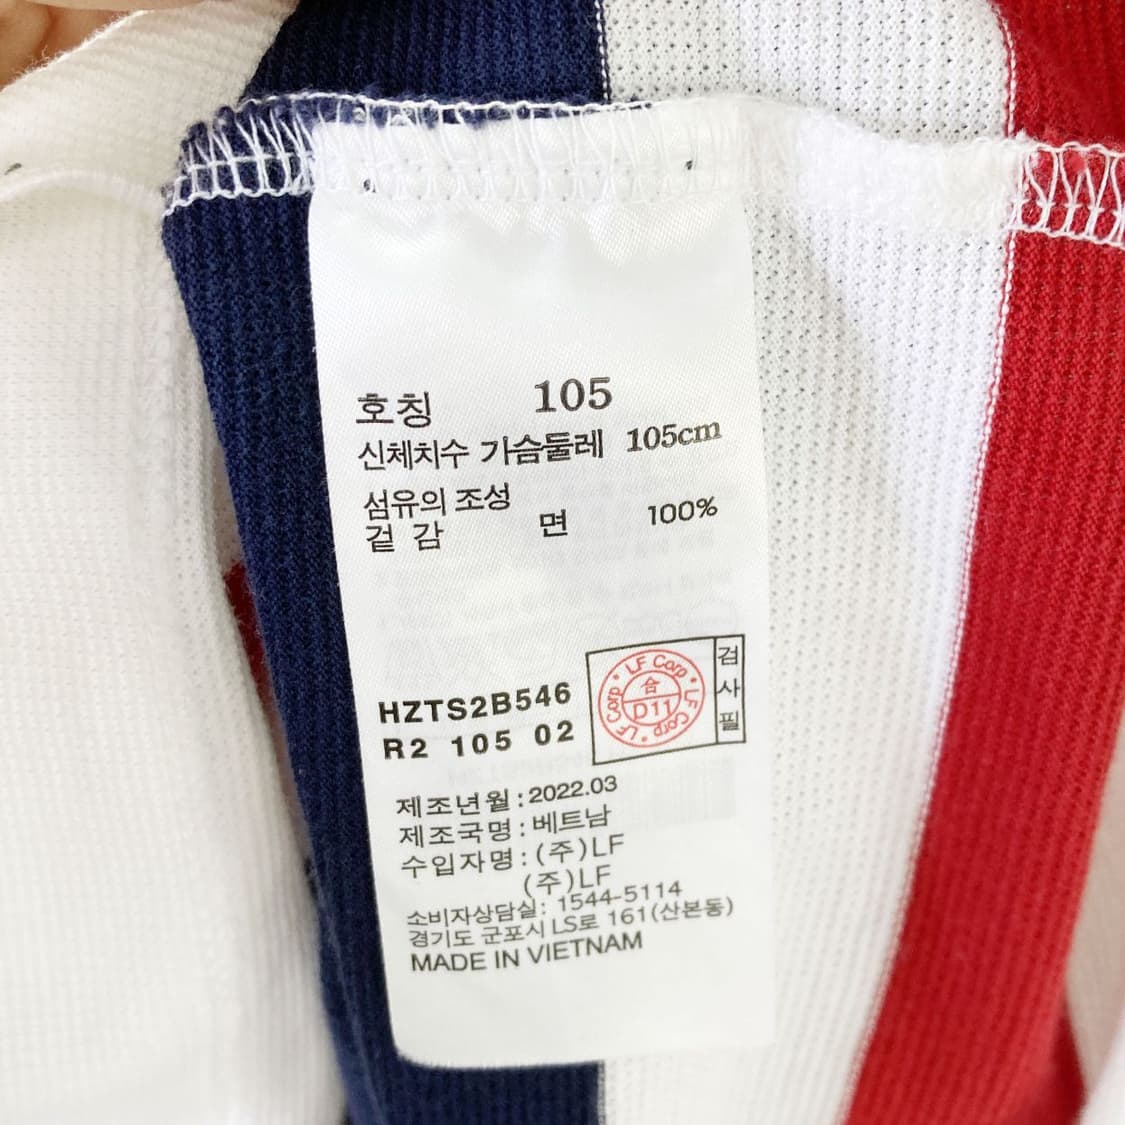 호칭 105
신체치수 가슴둘레 105cm
섬유의 조성
겉 감 면 100%
HZTS2B546
R2 105 02
LF Corp • LF Corp • LF Corp •
合
D11
검사필
제조년월 : 2022.03
제조국명 : 베트남
수입자명 : (주)LF
(주)LF
소비자상담실: 1544-5114
경기도 군포시 LS로 161(산본동)
MADE IN VIETNAM